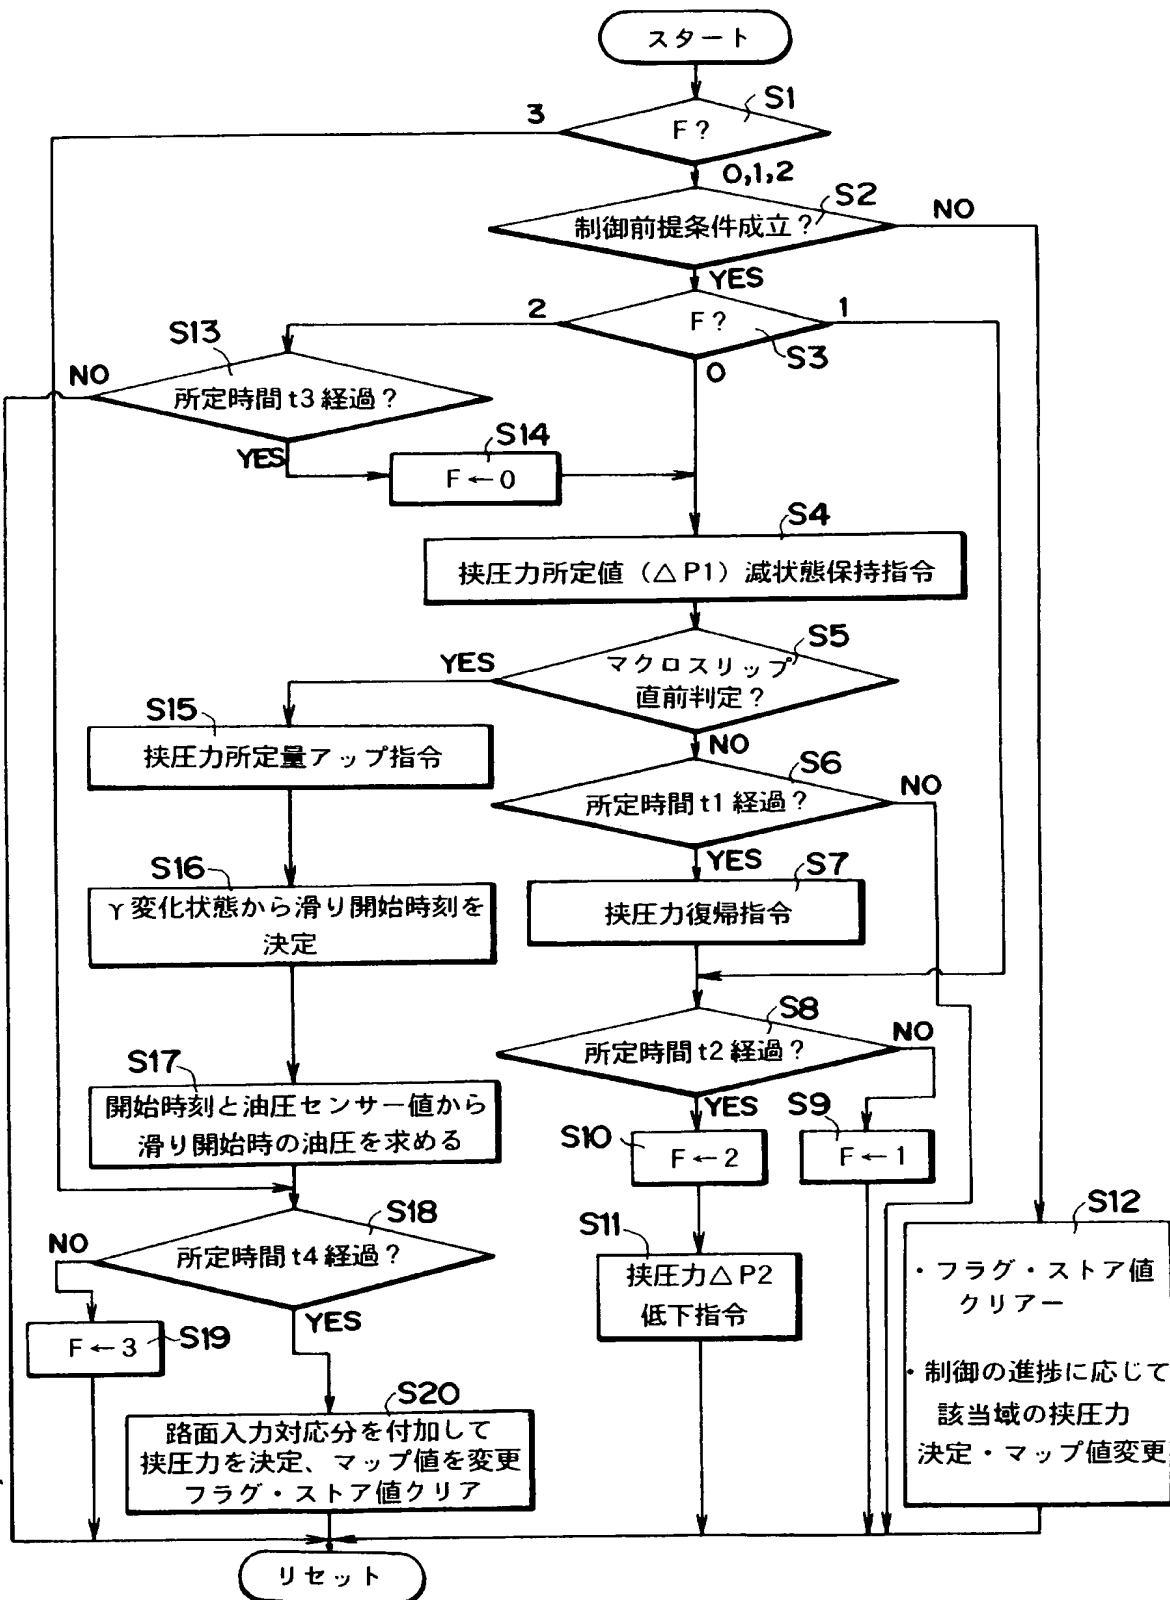 スタート
S1
3
F?
0,1,2
S2
制御前提条件成立?
NO
YES
2
F?
1
S3
0
S13
NO
所定時間t3経過?
YES
S14
F←0
S4
挟圧力所定値(△P1)減状態保持指令
S5
YES
マクロスリップ
直前判定?
NO
S15
挟圧力所定量アップ指令
S6
NO
所定時間t1経過?
YES
S16
γ変化状態から滑り開始時刻を
決定
S7
挟圧力復帰指令
S8
NO
所定時間t2経過?
YES
S17
開始時刻と油圧センサー値から
滑り開始時の油圧を求める
S9
F←1
S10
F←2
S18
NO
所定時間t4経過?
YES
S11
挟圧力△P2
低下指令
S12
・フラグ・ストア値
クリアー
・制御の進捗に応じて
該当域の挟圧力
決定・マップ値変更
F←3
S19
S20
路面入力対応分を付加して
挟圧力を決定、マップ値を変更
フラグ・ストア値クリア
リセット